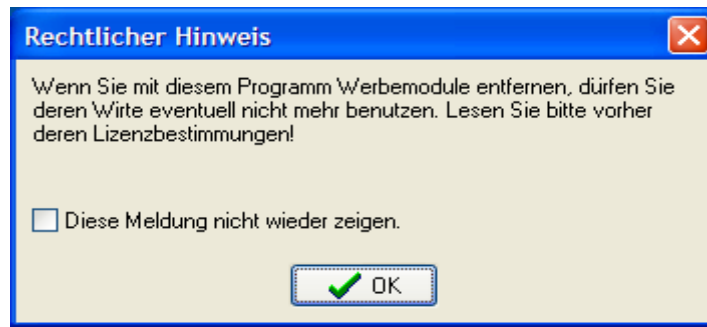 Rechtlicher Hinweis
Wenn Sie mit diesem Programm Werbemodule entfernen, dürfen Sie
deren Wirte eventuell nicht mehr benutzen. Lesen Sie bitte vorher
deren Lizenzbestimmungen!
Diese Meldung nicht wieder zeigen.
OK